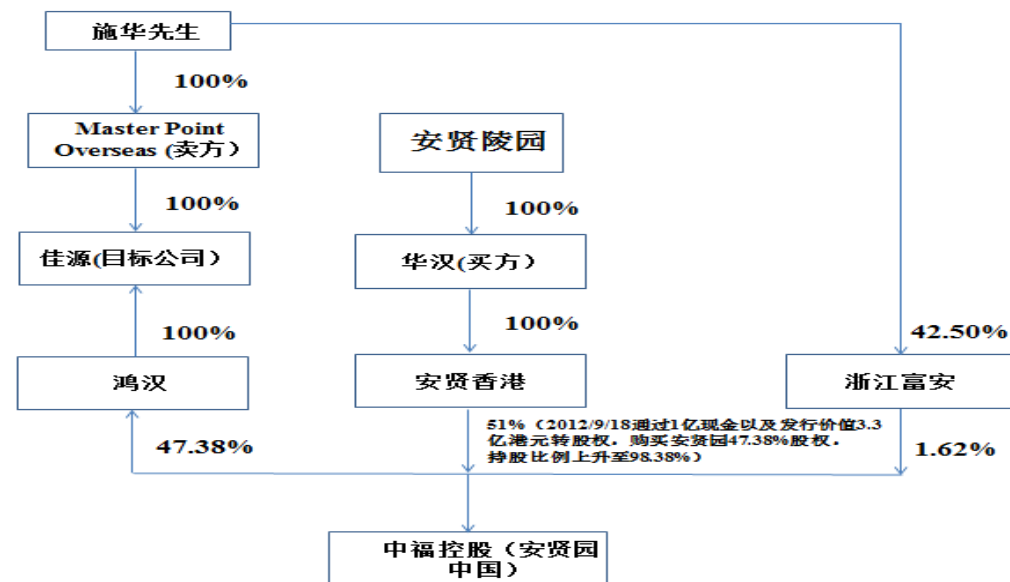 施华先生
100%
Master Point
Overseas (卖方）
安贤陵园
100%
100%
佳源(目标公司）
华汉(买方）
100%
100%
42.50%
鸿汉
安贤香港
浙江富安
47.38%
51%（2012/9/18通过1亿现金以及发行价值3.3
亿港元转股权，购买安贤园47.38%股权，
持股比例上升至98.38%）
1.62%
中福控股（安贤园
中国）